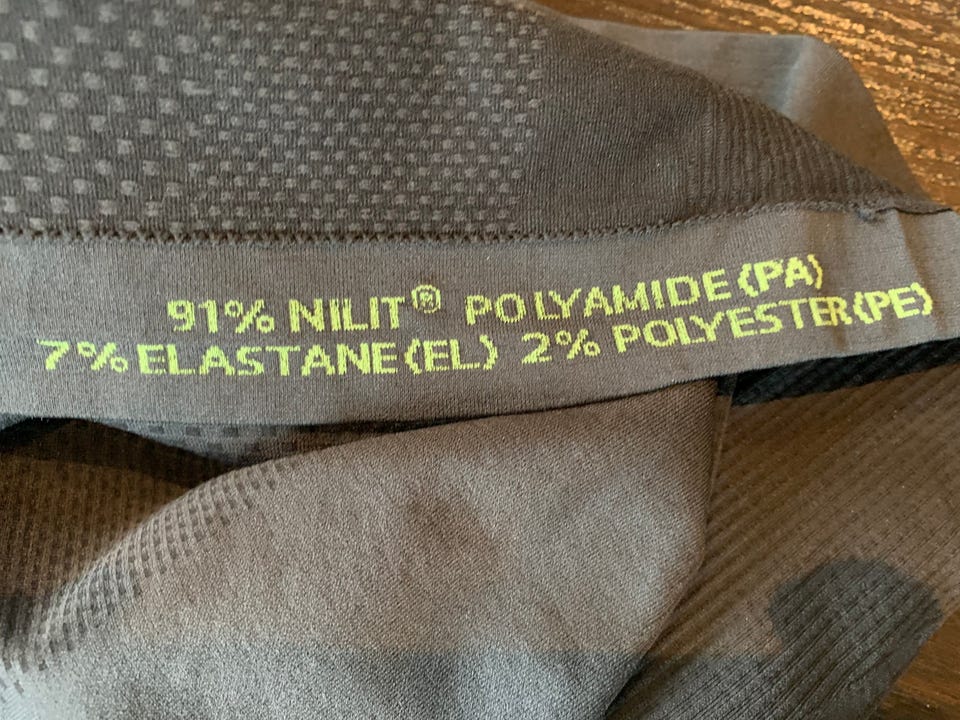 91% NILIT® POLYAMIDE (PA)
7% ELASTANE (EL) 2% POLYESTER (PE)